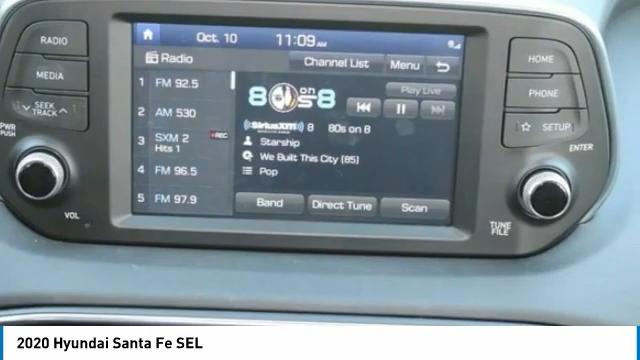 Oct. 10
11:09 AM
RADIO
MEDIA
SEEK
TRACK
PWR
PUSH
VOL
Radio
Channel List
Menu
1 FM 92.5
2 AM 530
3 SXM 2
Hits 1
REC
4 FM 96.5
5 FM 97.9
80s on 8
Play Live
SiriusXM
8 80s on 8
Starship
We Built This City (85)
Pop
Band
Direct Tune
Scan
HOME
PHONE
SETUP
ENTER
TUNE
FILE
2020 Hyundai Santa Fe SEL